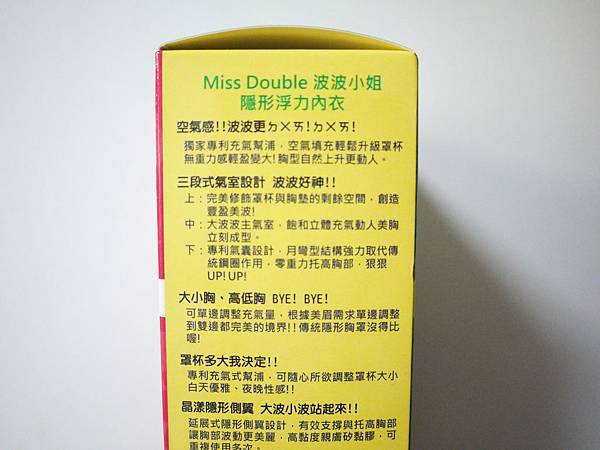 Miss Double 波波小姐
隱形浮力內衣
空氣感!!波波更ㄉㄨㄞ!ㄉㄨㄞ!
獨家專利充氣幫浦，空氣填充輕鬆升級罩杯
無重力感輕盈變大!胸型自然上升更動人。
三段式氣室設計 波波好神!!
上：完美修飾罩杯與胸墊的剩餘空間，創造
豐盈美波!
中：大波波主氣室，飽和立體充氣動人美胸
立刻成型。
下：專利氣囊設計，月彎型結構強力取代傳
統鋼圈作用，零重力托高胸部，狠狠
UP! UP!
大小胸、高低胸 BYE! BYE!
可單邊調整充氣量，根據美眉需求單邊調整
到雙邊都完美的境界!!傳統隱形胸罩沒得比
喔!
罩杯多大我決定!!
專利充氣式幫浦，可隨心所欲調整罩杯大小
白天優雅、夜晚性感!!
晶漾隱形側翼 大波小波站起來!!
延展式隱形側翼設計，有效支撐與托高胸部
讓胸部波動更美麗，高黏度親膚矽黏膠，可
重複使用多次。